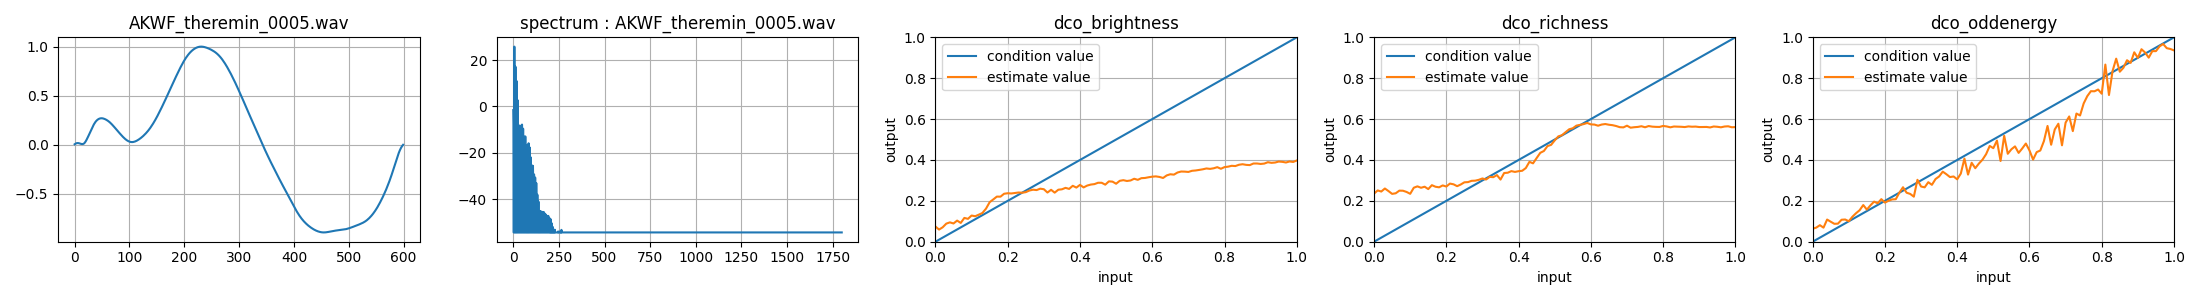 AKWF_theremin_0005.wav
1.0
0.5
0.0
−0.5
0 100 200 300 400 500 600
spectrum : AKWF_theremin_0005.wav
20
0
−20
−40
0 250 500 750 1000 1250 1500 1750
dco_brightness
condition value
estimate value
output
1.0
0.8
0.6
0.4
0.2
0.0
0.0 0.2 0.4 0.6 0.8 1.0
input
dco_richness
condition value
estimate value
output
1.0
0.8
0.6
0.4
0.2
0.0
0.0 0.2 0.4 0.6 0.8 1.0
input
dco_oddenergy
condition value
estimate value
output
1.0
0.8
0.6
0.4
0.2
0.0
0.0 0.2 0.4 0.6 0.8 1.0
input